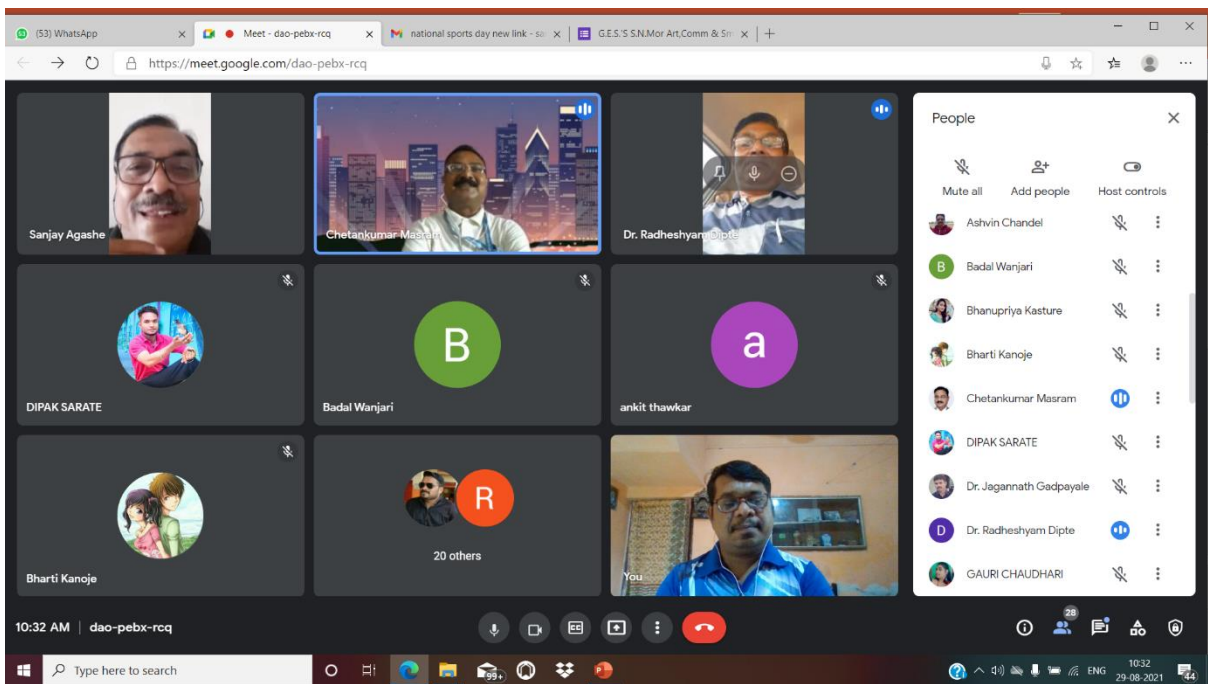 (53) WhatsApp
Meet - dao-pebx-rcq
national sports day new link - sa
G.E.S.'S S.N.Mor Art,Comm & Sm
https://meet.google.com/dao-pebx-rcq
Sanjay Agashe
Chetankumar Masram
Dr. Radheshyam Dipte
DIPAK SARATE
B
Badal Wanjari
a
ankit thawkar
Bharti Kanoje
R
20 others
You
People
Mute all
Add people
Host controls
Ashvin Chandel
B
Badal Wanjari
Bhanupriya Kasture
Bharti Kanoje
Chetankumar Masram
DIPAK SARATE
Dr. Jagannath Gadpayale
D
Dr. Radheshyam Dipte
GAURI CHAUDHARI
10:32 AM | dao-pebx-rcq
CC
28
Type here to search
99+
ENG
10:32
29-08-2021
44